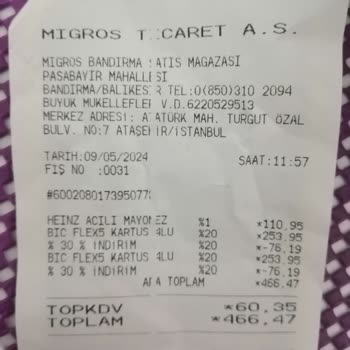 MIGROS T CARET A.S.
MIGROS BANDIRMA SATIS MAGAZASI
PASABAYIR MAHALLESI
BANDIRMA/BALIKESIR TEL:0(850)310 2094
BUYUK MUKELLEFLER V.D.6220529513
MERKEZ ADRESI: ATATÜRK MAH. TURGUT ÖZAL
BULV. NO:7 ATAŞEHİR/İSTANBUL
TARIH:09/05/2024 SAAT:11:57
FİŞ NO :0031
#600208017395077
HEINZ ACILI MAYONEZ %1 *110,95
BIC FLEX5 KARTUS 4LU %20 *253,95
% 30 % INDIRIM %20 *-76,19
BIC FLEX5 KARTUS 4LU %20 *253,95
% 30 % INDIRIM %20 *-76,19
ARA TOPLAM *466,47
TOPKDV *60,35
TOPLAM *466,47